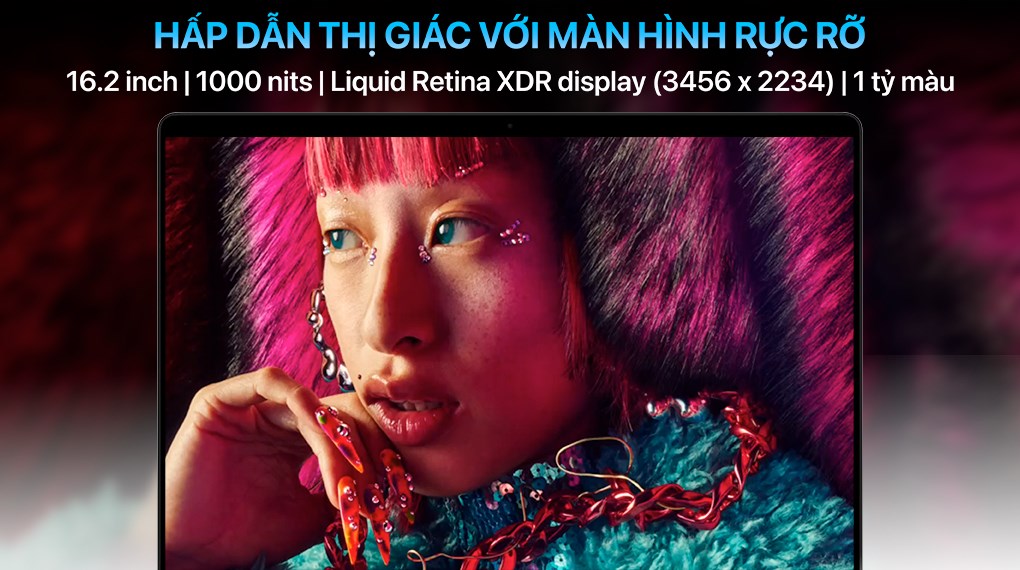 HẤP DẪN THỊ GIÁC VỚI MÀN HÌNH RỰC RỠ
16.2 inch | 1000 nits | Liquid Retina XDR display (3456 x 2234) | 1 tỷ màu